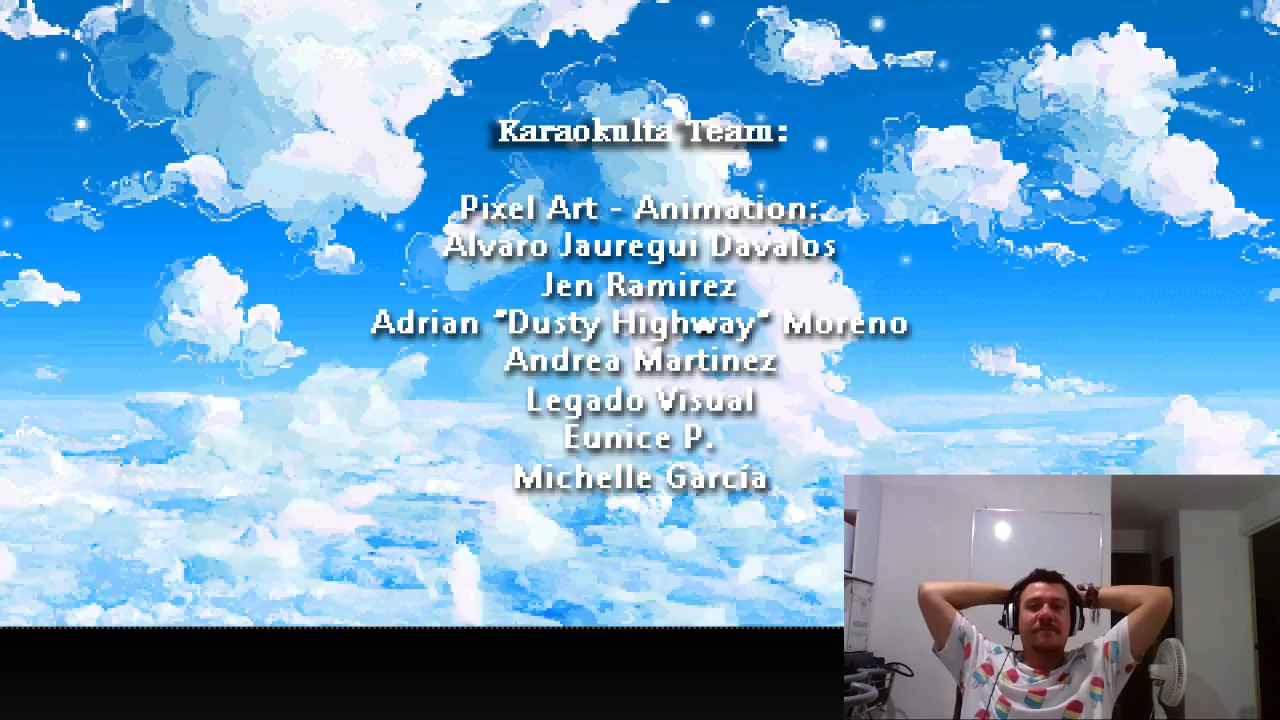 Karaokulta Team:
Pixel Art - Animation:
Alvaro Jauregui Davalos
Jen Ramirez
Adrian "Dusty Highway" Moreno
Andrea Martinez
Legado Visual
Eunice P.
Michelle García